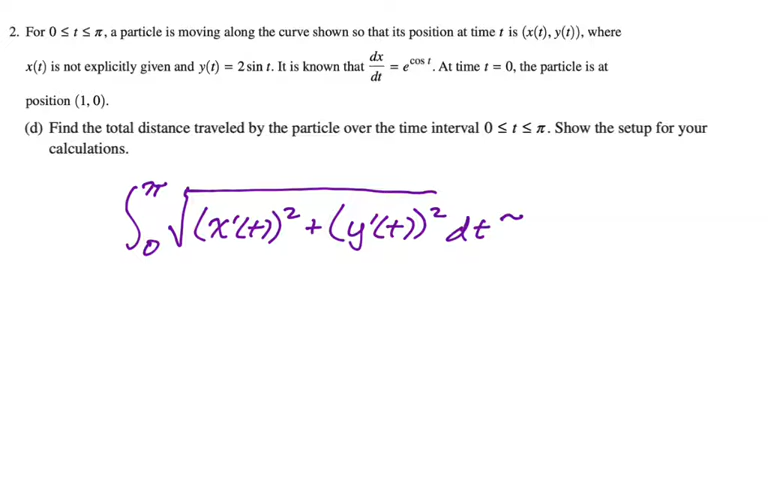 2. For 0 ≤ t ≤ π, a particle is moving along the curve shown so that its position at time t is (x(t), y(t)), where
x(t) is not explicitly given and y(t) = 2 sin t. It is known that dx/dt = e^{cos t}. At time t = 0, the particle is at
position (1, 0).
(d) Find the total distance traveled by the particle over the time interval 0 ≤ t ≤ π. Show the setup for your
calculations.
∫_0^π √((x'(t))² + (y'(t))²) dt ~